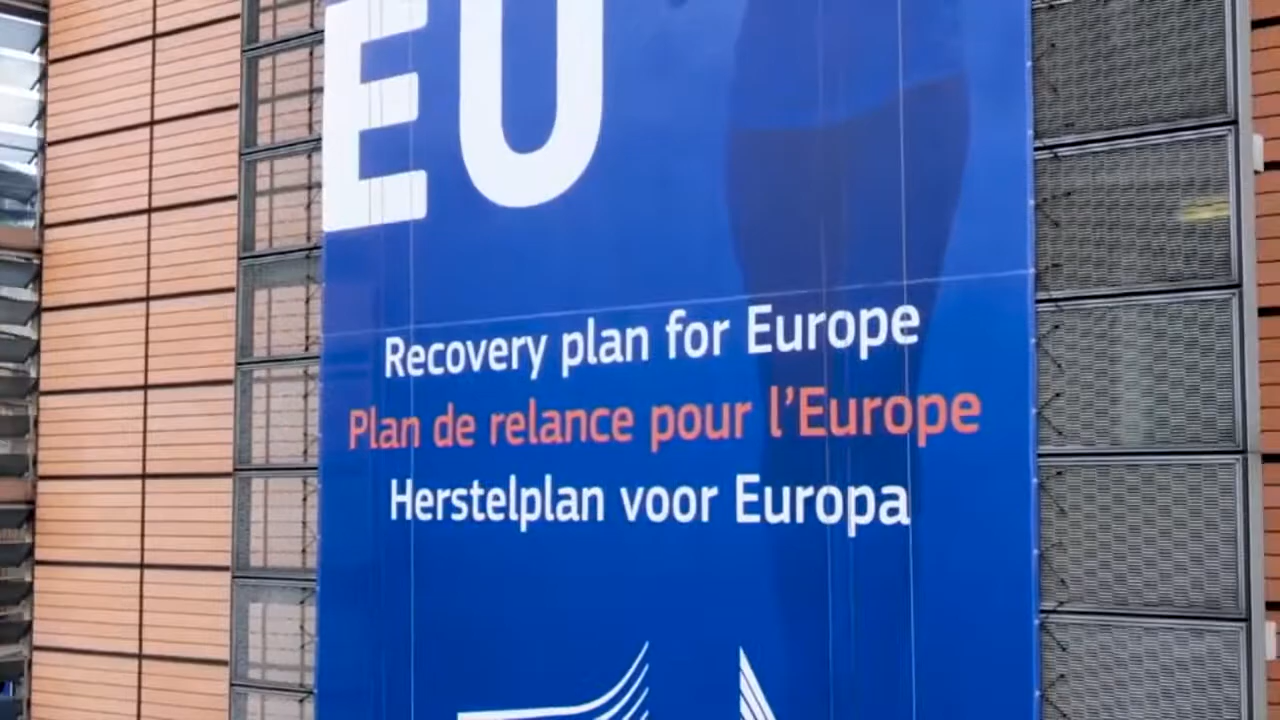 EU
Recovery plan for Europe
Plan de relance pour l’Europe
Herstelplan voor Europa